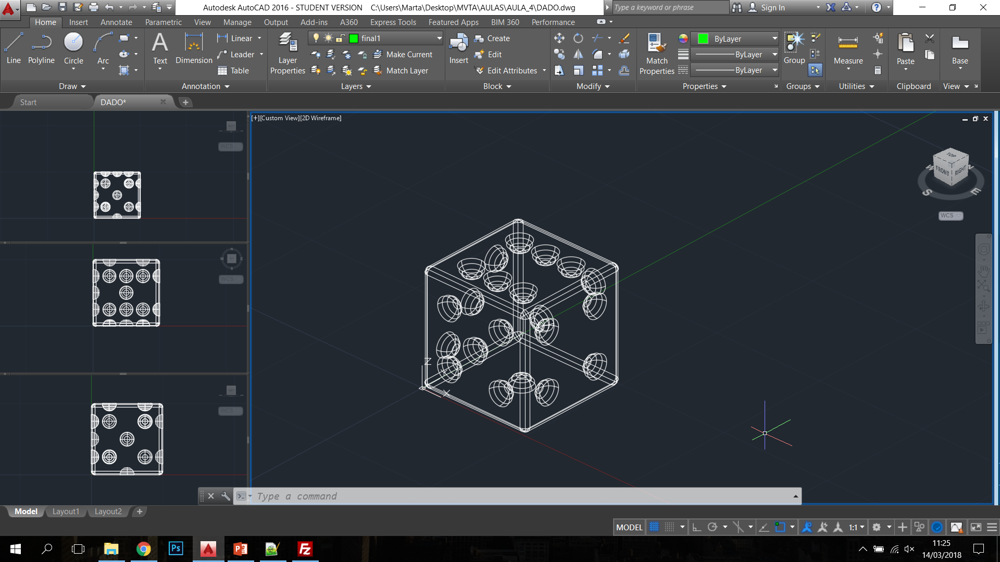 Autodesk AutoCAD 2016 - STUDENT VERSION C:\Users\Marta\Desktop\MVTA\AULAS\AULA_4\DADO.dwg
Type a keyword or phrase
Sign In
Home Insert Annotate Parametric View Manage Output Add-ins A360 Express Tools Featured Apps BIM 360 Performance
Line
Polyline
Circle
Arc
Draw
Text
Dimension
Linear
Leader
Table
Annotation
Layer
Properties
final1
Make Current
Match Layer
Layers
Insert
Create
Edit
Edit Attributes
Block
Modify
Match
Properties
ByLayer
ByLayer
ByLayer
Properties
Group
Groups
Measure
Utilities
Paste
Clipboard
Base
View
Start
DADO*
[+][Custom View][2D Wireframe]
WCS
N
W E
S
WCS
WCS
TOP
FRONT RIGHT
W N
S E
WCS
Z
X
Type a command
Model Layout1 Layout2
MODEL
1:1
Ps
11:25
14/03/2018